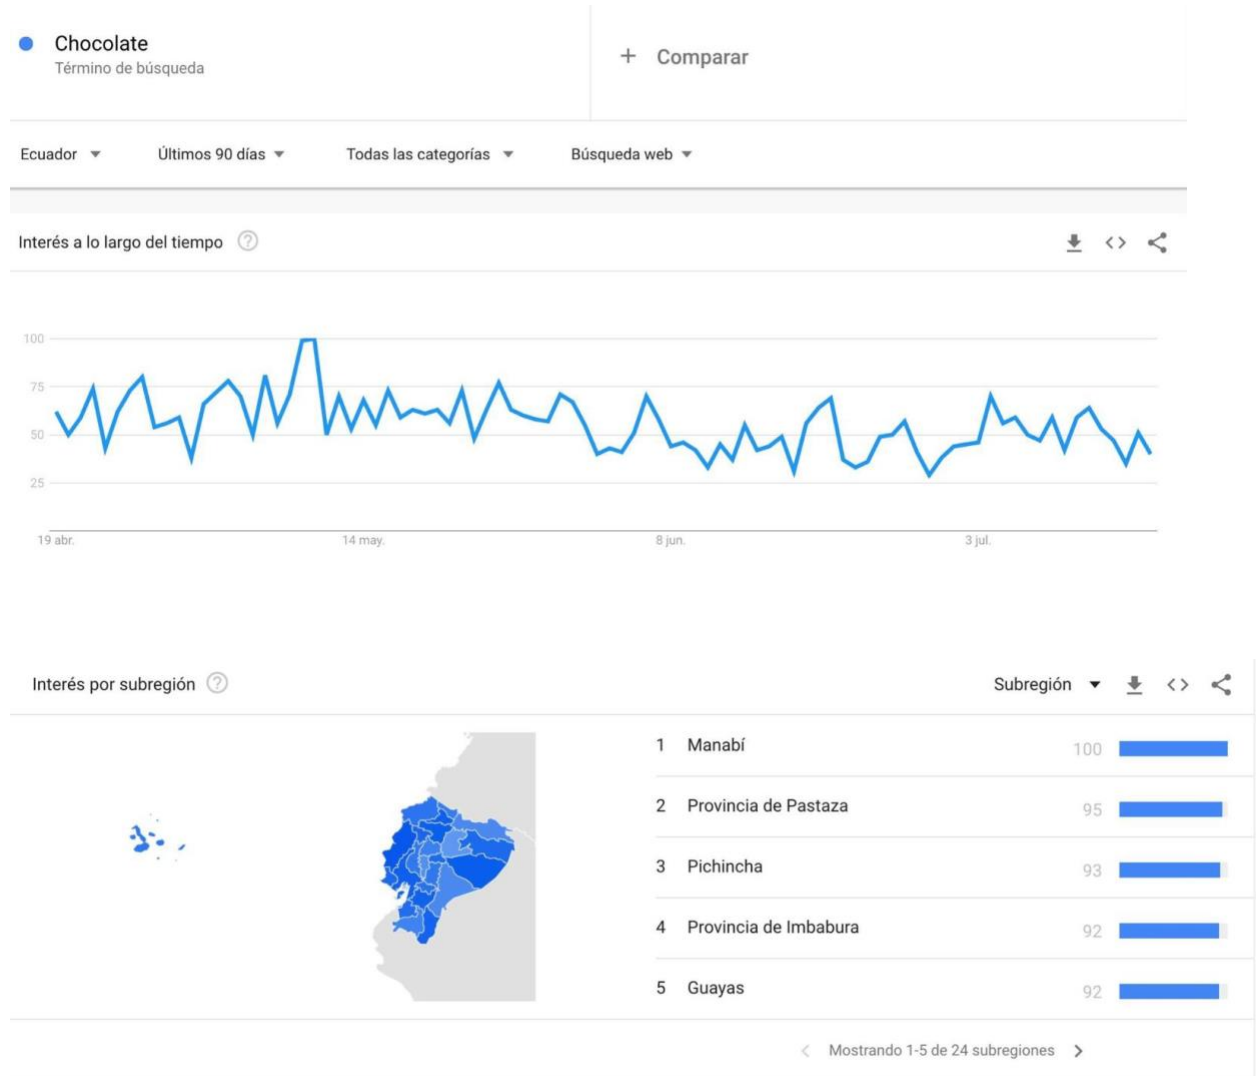 Chocolate
Término de búsqueda
+ Comparar
Ecuador
Últimos 90 días
Todas las categorías
Búsqueda web
Interés a lo largo del tiempo ?
100
75
50
25
19 abr.
14 may.
8 jun.
3 jul.
Interés por subregión ?
Subregión
1 Manabí 100
2 Provincia de Pastaza 95
3 Pichincha 93
4 Provincia de Imbabura 92
5 Guayas 92
Mostrando 1-5 de 24 subregiones